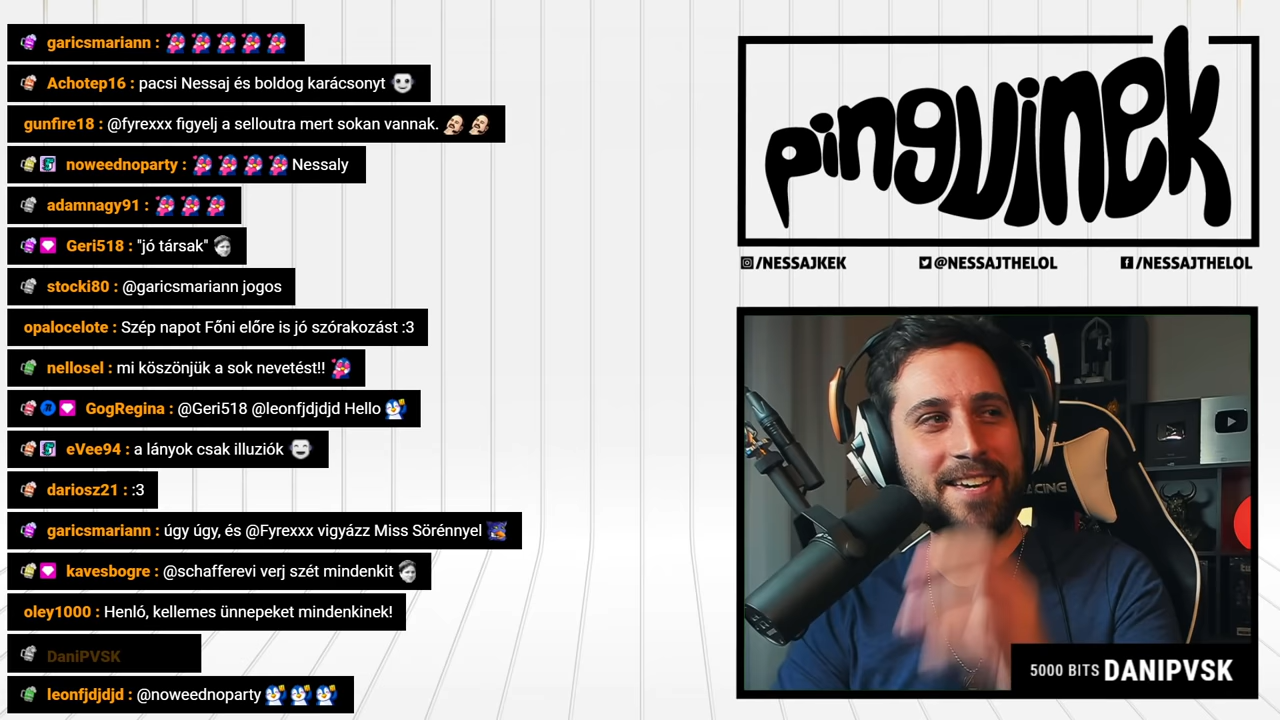 garicsmariann :
Achotep16 : pacsi Nessaj és boldog karácsonyt
gunfire18 : @fyrexxx figyelj a selloutra mert sokan vannak.
noweednoparty : Nessaly
adamnagy91 :
Geri518 : "jó társak"
stocki80 : @garicsmariann jogos
opalocelote : Szép napot Főni előre is jó szórakozást :3
nellosel : mi köszönjük a sok nevetést!!
GogRegina : @Geri518 @leonfjdjdjd Hello
eVee94 : a lányok csak illuziók
dariosz21 : :3
garicsmariann : úgy úgy, és @Fyrexxx vigyázz Miss Sörénnyel
kavesbogre : @schafferevi verj szét mindenkit
oley1000 : Henló, kellemes ünnepeket mindenkinek!
DaniPVSK
leonfjdjdjd : @noweednoparty
pingvinek
/NESSAJKEK @NESSAJTHELOL /NESSAJTHELOL
5000 BITS DANIPVSK